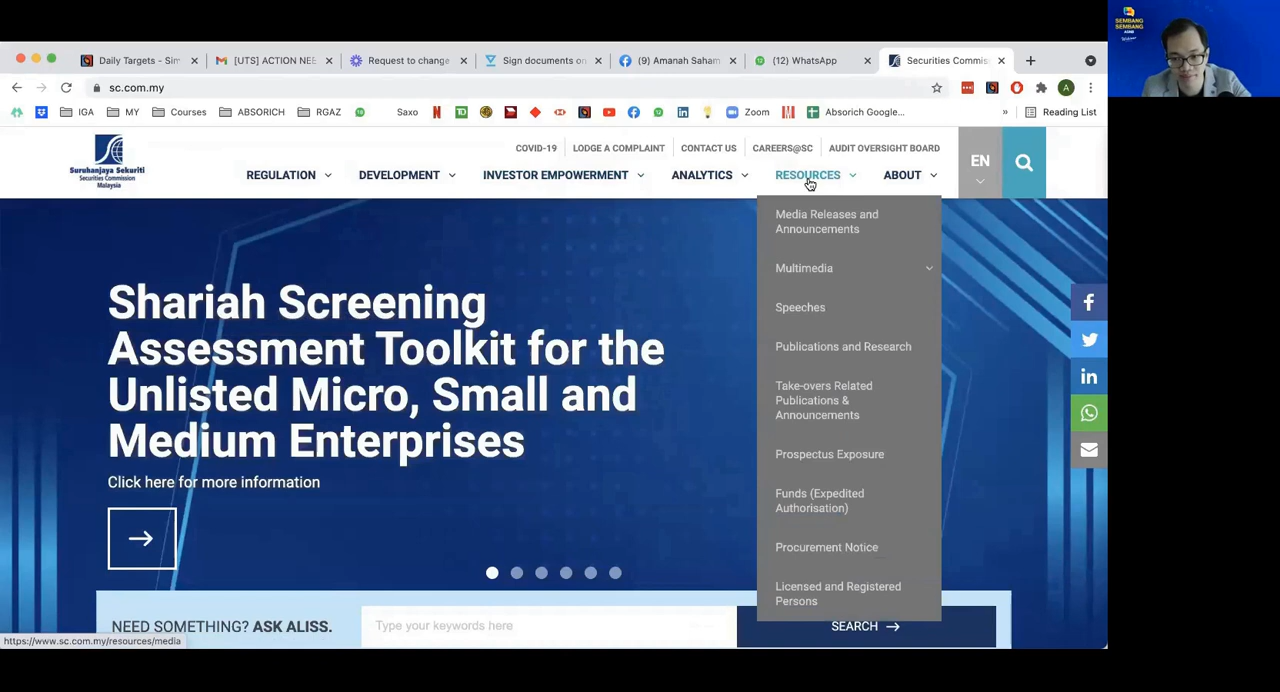 Daily Targets - Sim
[UTS] ACTION NEE
Request to change
Sign documents on
(9) Amanah Saham
(12) WhatsApp
Securities Commis
sc.com.my
A
IGA
MY
Courses
ABSORICH
RGAZ
Saxo
Zoom
Absorich Google...
Reading List
SEMBANG
SEMBANG
ASNB
Suruhanjaya Sekuriti
Securities Commission
Malaysia
COVID-19
LODGE A COMPLAINT
CONTACT US
CAREERS@SC
AUDIT OVERSIGHT BOARD
REGULATION
DEVELOPMENT
INVESTOR EMPOWERMENT
ANALYTICS
RESOURCES
ABOUT
EN
Media Releases and
Announcements
Multimedia
Speeches
Publications and Research
Take-overs Related
Publications &
Announcements
Prospectus Exposure
Funds (Expedited
Authorisation)
Procurement Notice
Licensed and Registered
Persons
Shariah Screening
Assessment Toolkit for the
Unlisted Micro, Small and
Medium Enterprises
Click here for more information
NEED SOMETHING? ASK ALISS.
Type your keywords here
SEARCH
https://www.sc.com.my/resources/media